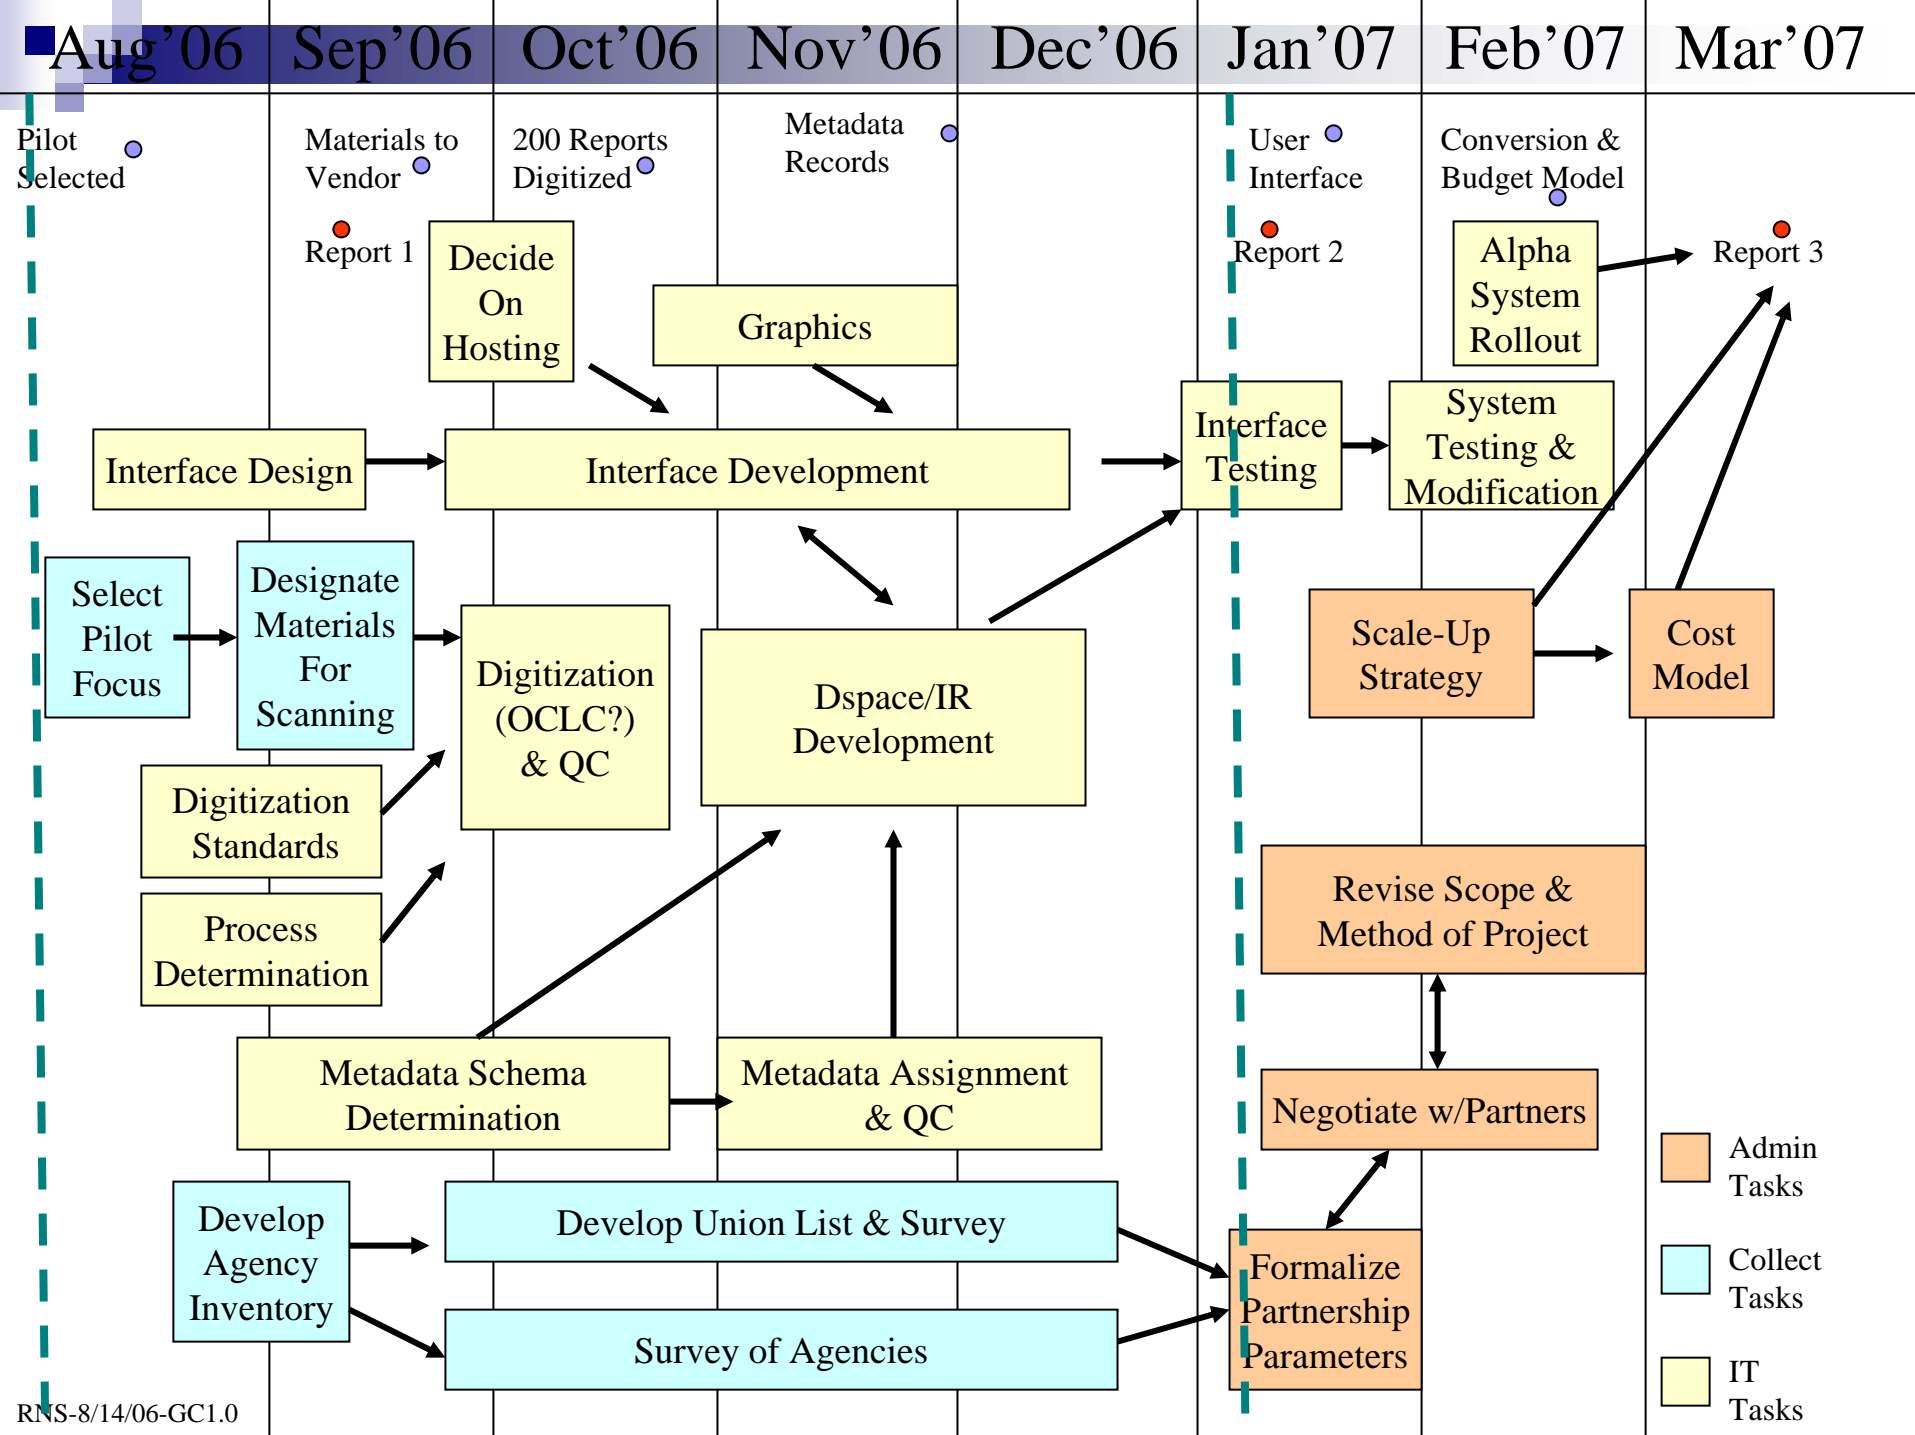 Aug’06 Sep’06 Oct’06 Nov’06 Dec’06 Jan’07 Feb’07 Mar’07
Pilot
Selected
Materials to
Vendor
200 Reports
Digitized
Metadata
Records
User
Interface
Conversion &
Budget Model
Report 1
Report 2
Report 3
Decide
On
Hosting
Graphics
Alpha
System
Rollout
Interface Design
Interface Development
Interface
Testing
System
Testing &
Modification
Select
Pilot
Focus
Designate
Materials
For
Scanning
Digitization
(OCLC?)
& QC
Dspace/IR
Development
Scale-Up
Strategy
Cost
Model
Digitization
Standards
Process
Determination
Revise Scope &
Method of Project
Metadata Schema
Determination
Metadata Assignment
& QC
Negotiate w/Partners
Develop
Agency
Inventory
Develop Union List & Survey
Survey of Agencies
Formalize
Partnership
Parameters
Admin
Tasks
Collect
Tasks
IT
Tasks
RNS-8/14/06-GC1.0